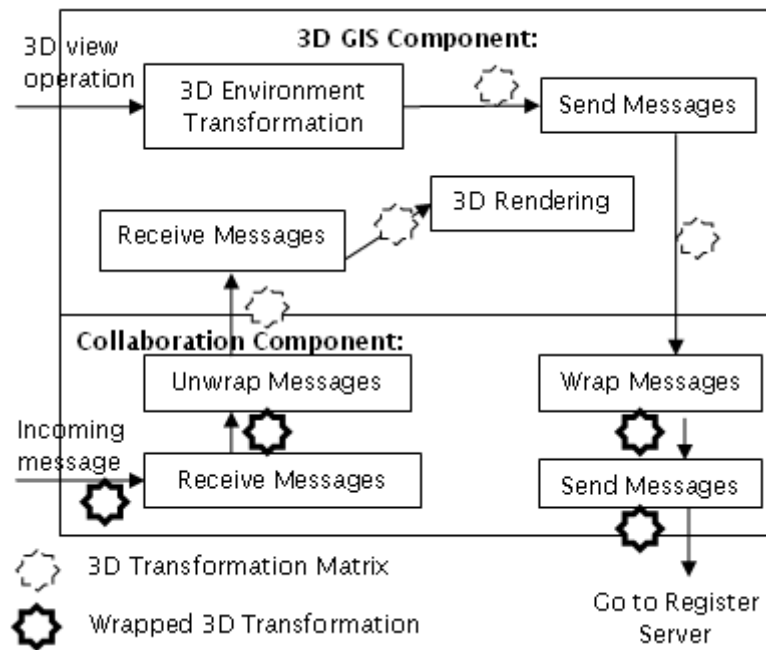 3D GIS Component:
3D view
operation
3D Environment
Transformation
Send Messages
3D Rendering
Receive Messages
Collaboration Component:
Unwrap Messages
Wrap Messages
Incoming
message
Receive Messages
Send Messages
3D Transformation Matrix
Wrapped 3D Transformation
Go to Register
Server